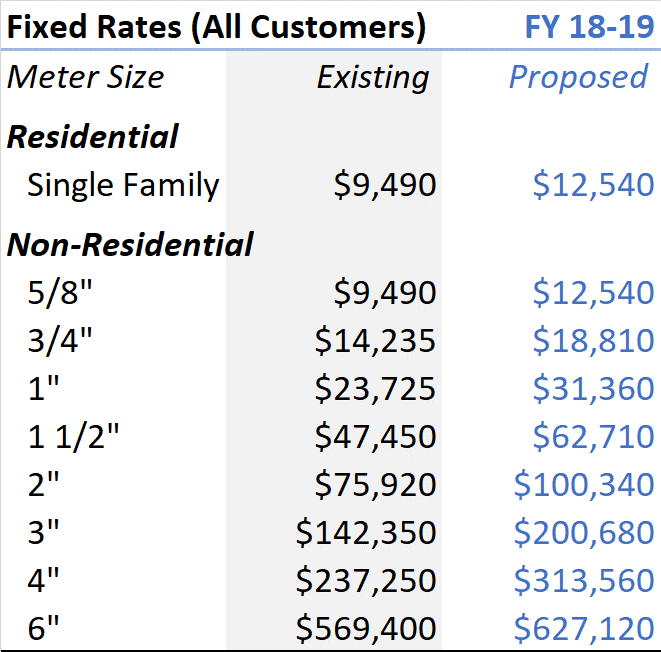 Fixed Rates (All Customers) FY 18-19
Meter Size Existing Proposed
Residential
Single Family $9,490 $12,540
Non-Residential
5/8" $9,490 $12,540
3/4" $14,235 $18,810
1" $23,725 $31,360
1 1/2" $47,450 $62,710
2" $75,920 $100,340
3" $142,350 $200,680
4" $237,250 $313,560
6" $569,400 $627,120